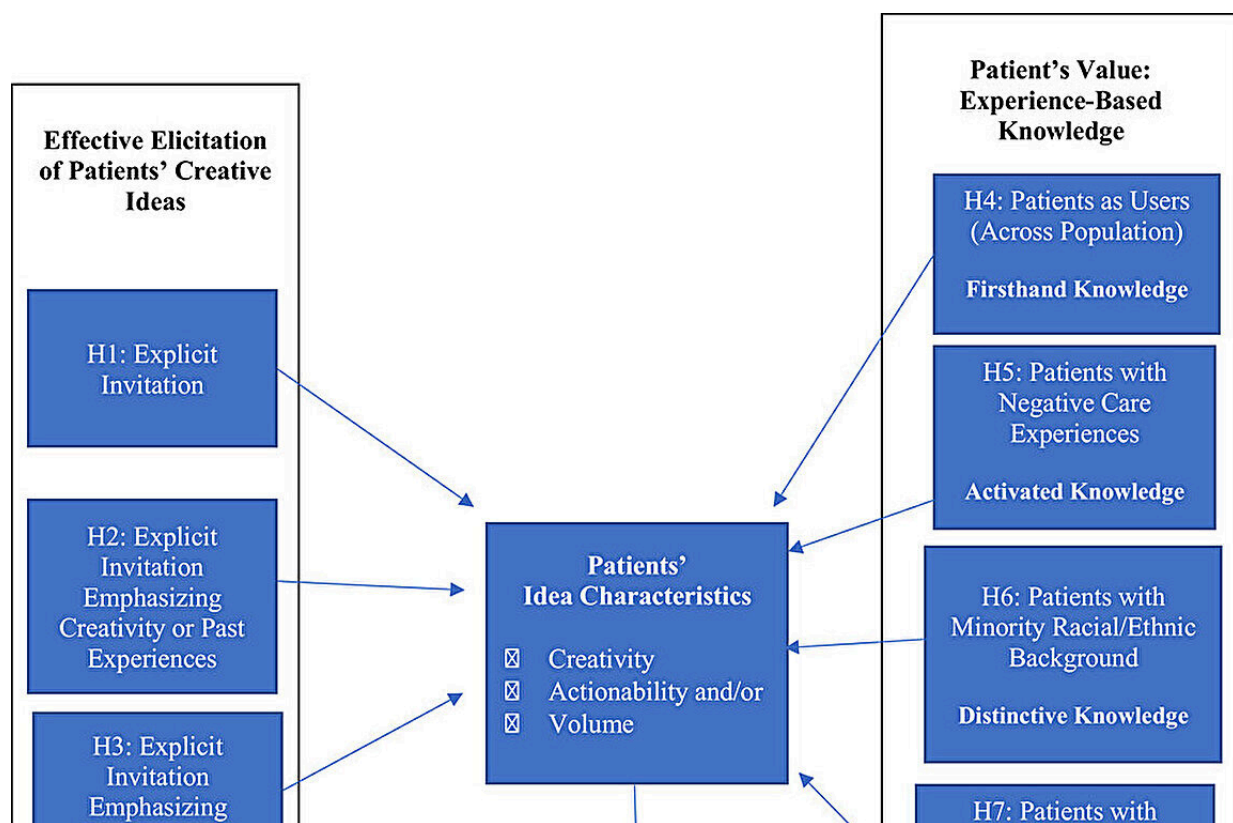 Effective Elicitation
of Patients’ Creative
Ideas
H1: Explicit
Invitation
H2: Explicit
Invitation
Emphasizing
Creativity or Past
Experiences
H3: Explicit
Invitation
Emphasizing
Patients’
Idea Characteristics
☒ Creativity
☒ Actionability and/or
☒ Volume
Patient’s Value:
Experience-Based
Knowledge
H4: Patients as Users
(Across Population)
Firsthand Knowledge
H5: Patients with
Negative Care
Experiences
Activated Knowledge
H6: Patients with
Minority Racial/Ethnic
Background
Distinctive Knowledge
H7: Patients with